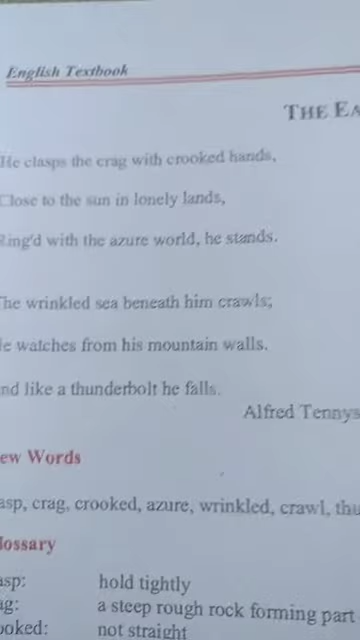 English Textbook
THE EA
He clasps the crag with crooked hands,
Close to the sun in lonely lands,
Ring'd with the azure world, he stands.
The wrinkled sea beneath him crawls;
He watches from his mountain walls.
And like a thunderbolt he falls.
Alfred Tennys
ew Words
asp, crag, crooked, azure, wrinkled, crawl, thu
lossary
asp: hold tightly
ag: a steep rough rock forming part
ooked: not straight